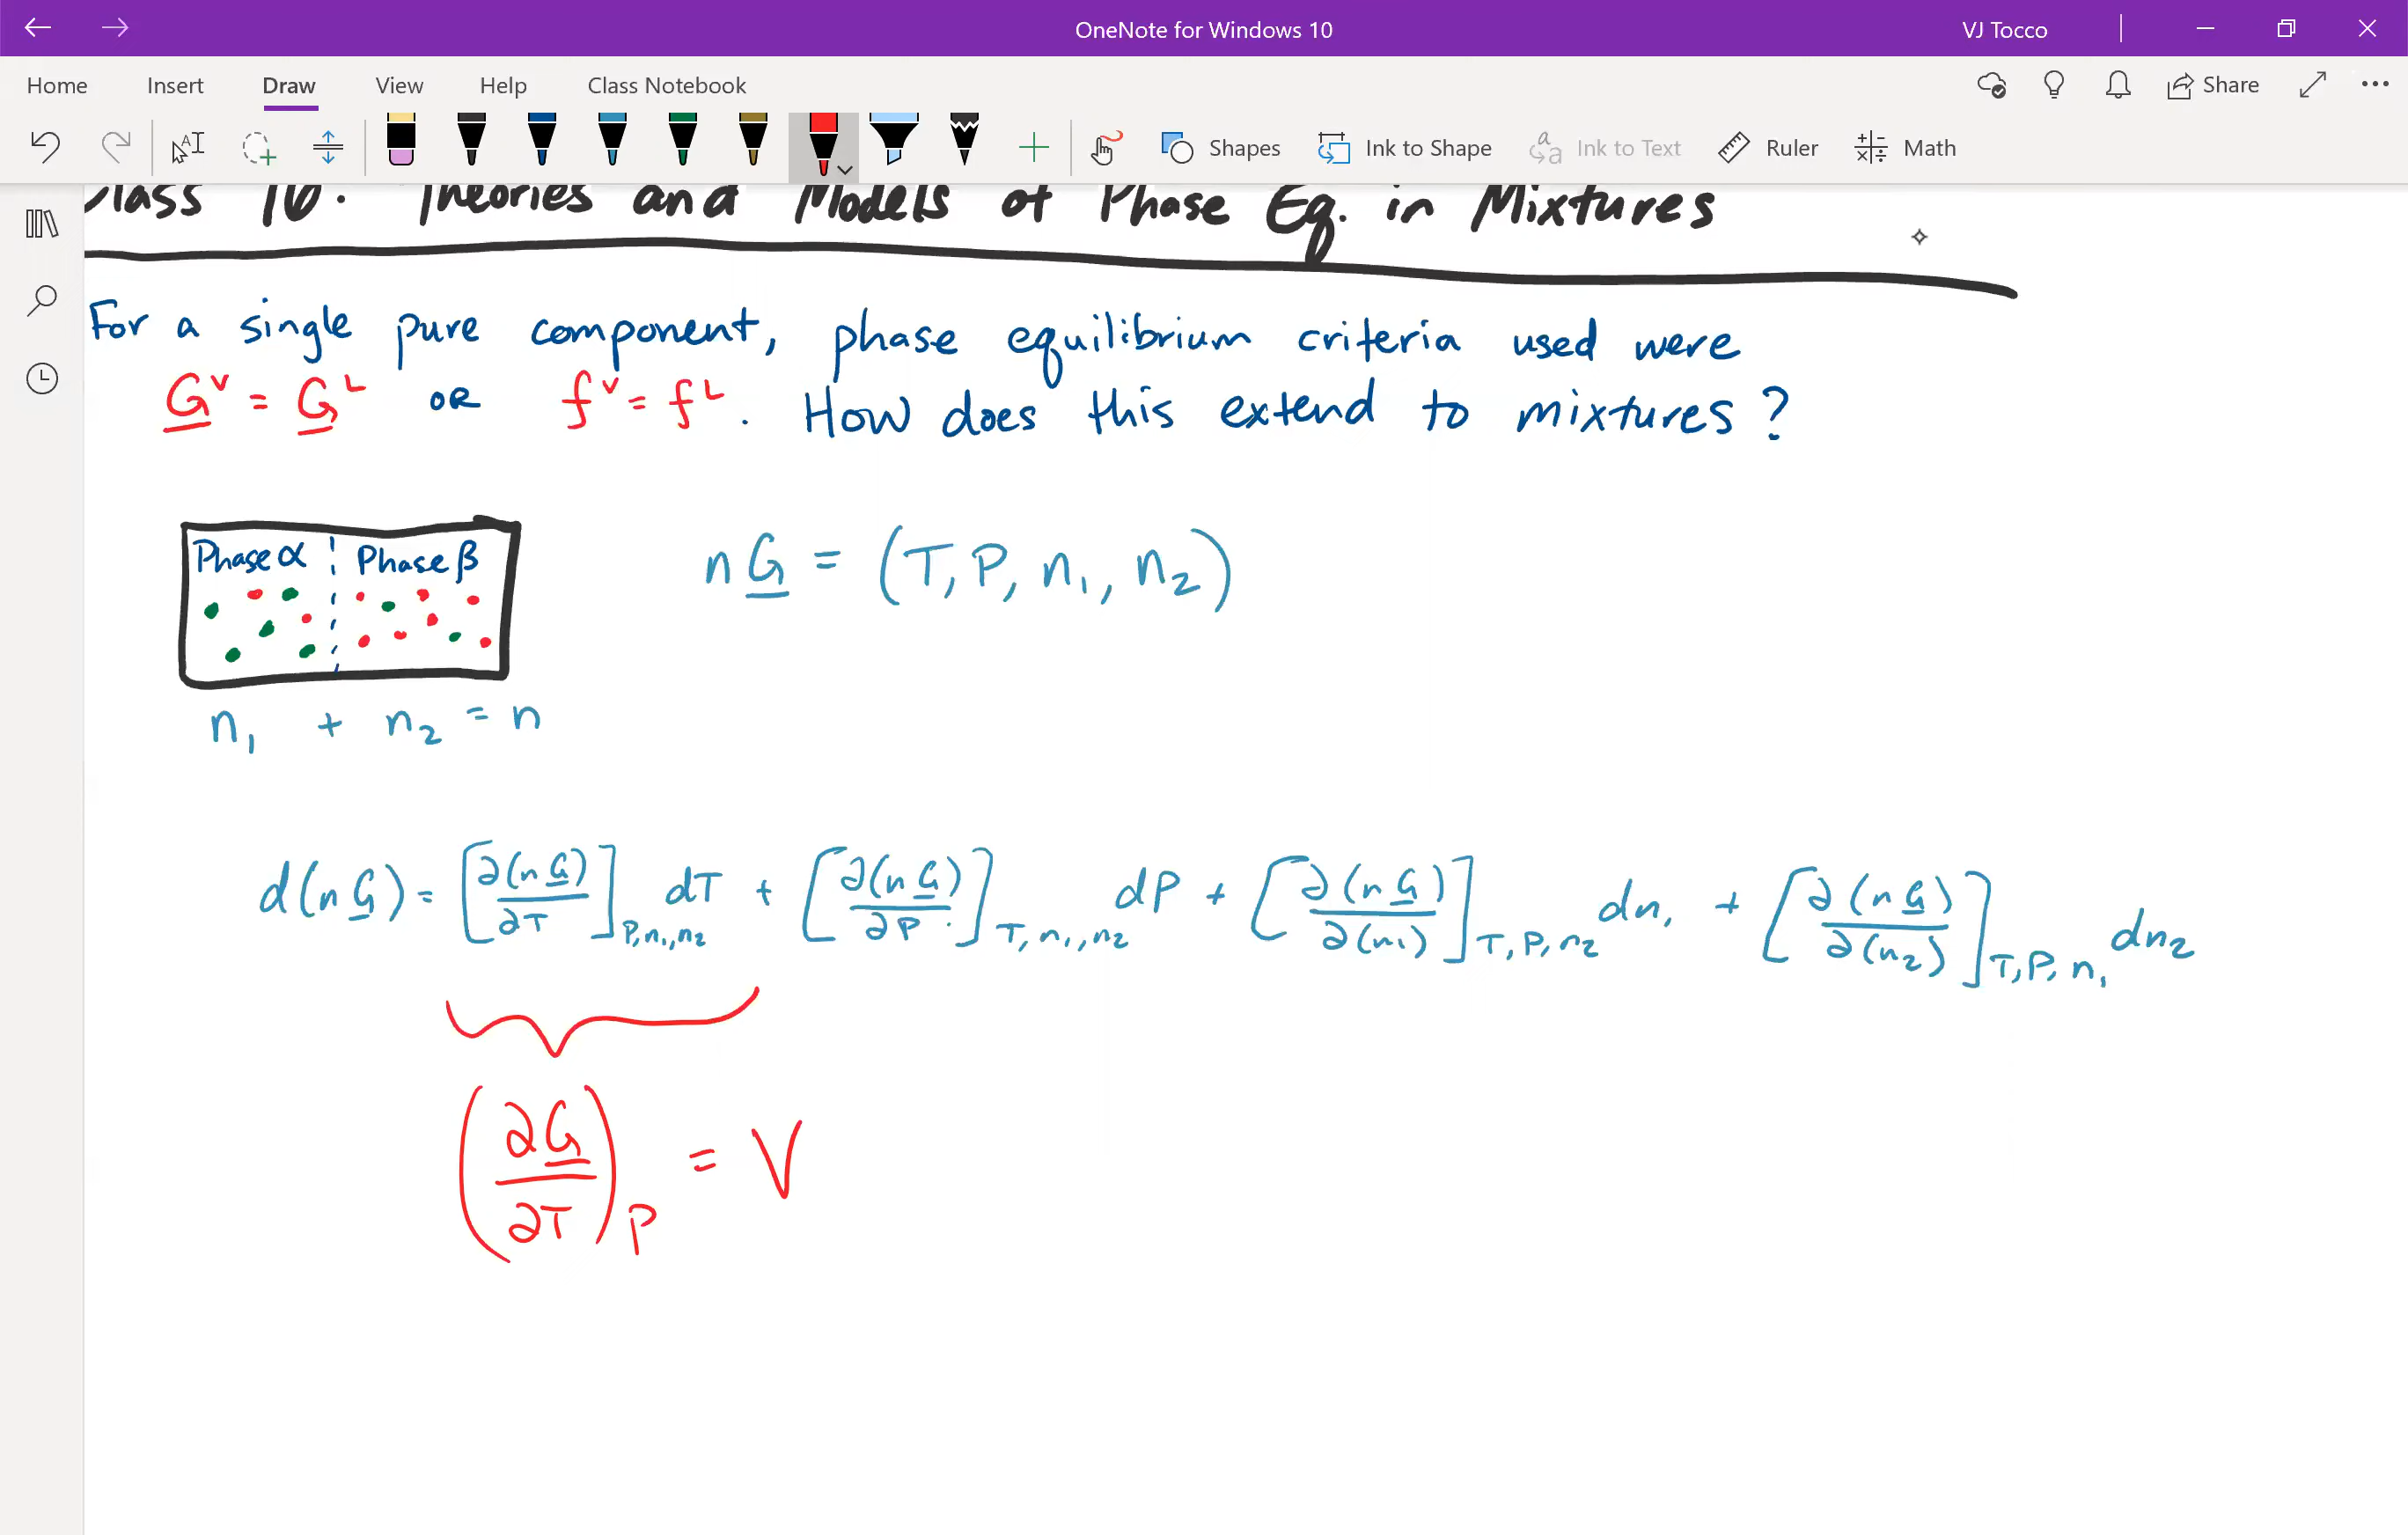 OneNote for Windows 10
VJ Tocco
Home Insert Draw View Help Class Notebook Share
Shapes Ink to Shape Ink to Text Ruler Math
Class 16: Theories and Models of Phase Eq. in Mixtures
For a single pure component, phase equilibrium criteria used were
G̲^V = G̲^L OR f^V = f^L. How does this extend to mixtures?
Phase α Phase β
nG̲ = (T, P, n₁, n₂)
n₁ + n₂ = n
d(nG̲) = [∂(nG̲)/∂T]_{P,n₁,n₂} dT + [∂(nG̲)/∂P]_{T,n₁,n₂} dP + [∂(nG̲)/∂(n₁)]_{T,P,n₂} dn₁ + [∂(nG̲)/∂(n₂)]_{T,P,n₁} dn₂
(∂G̲/∂T)_P = V